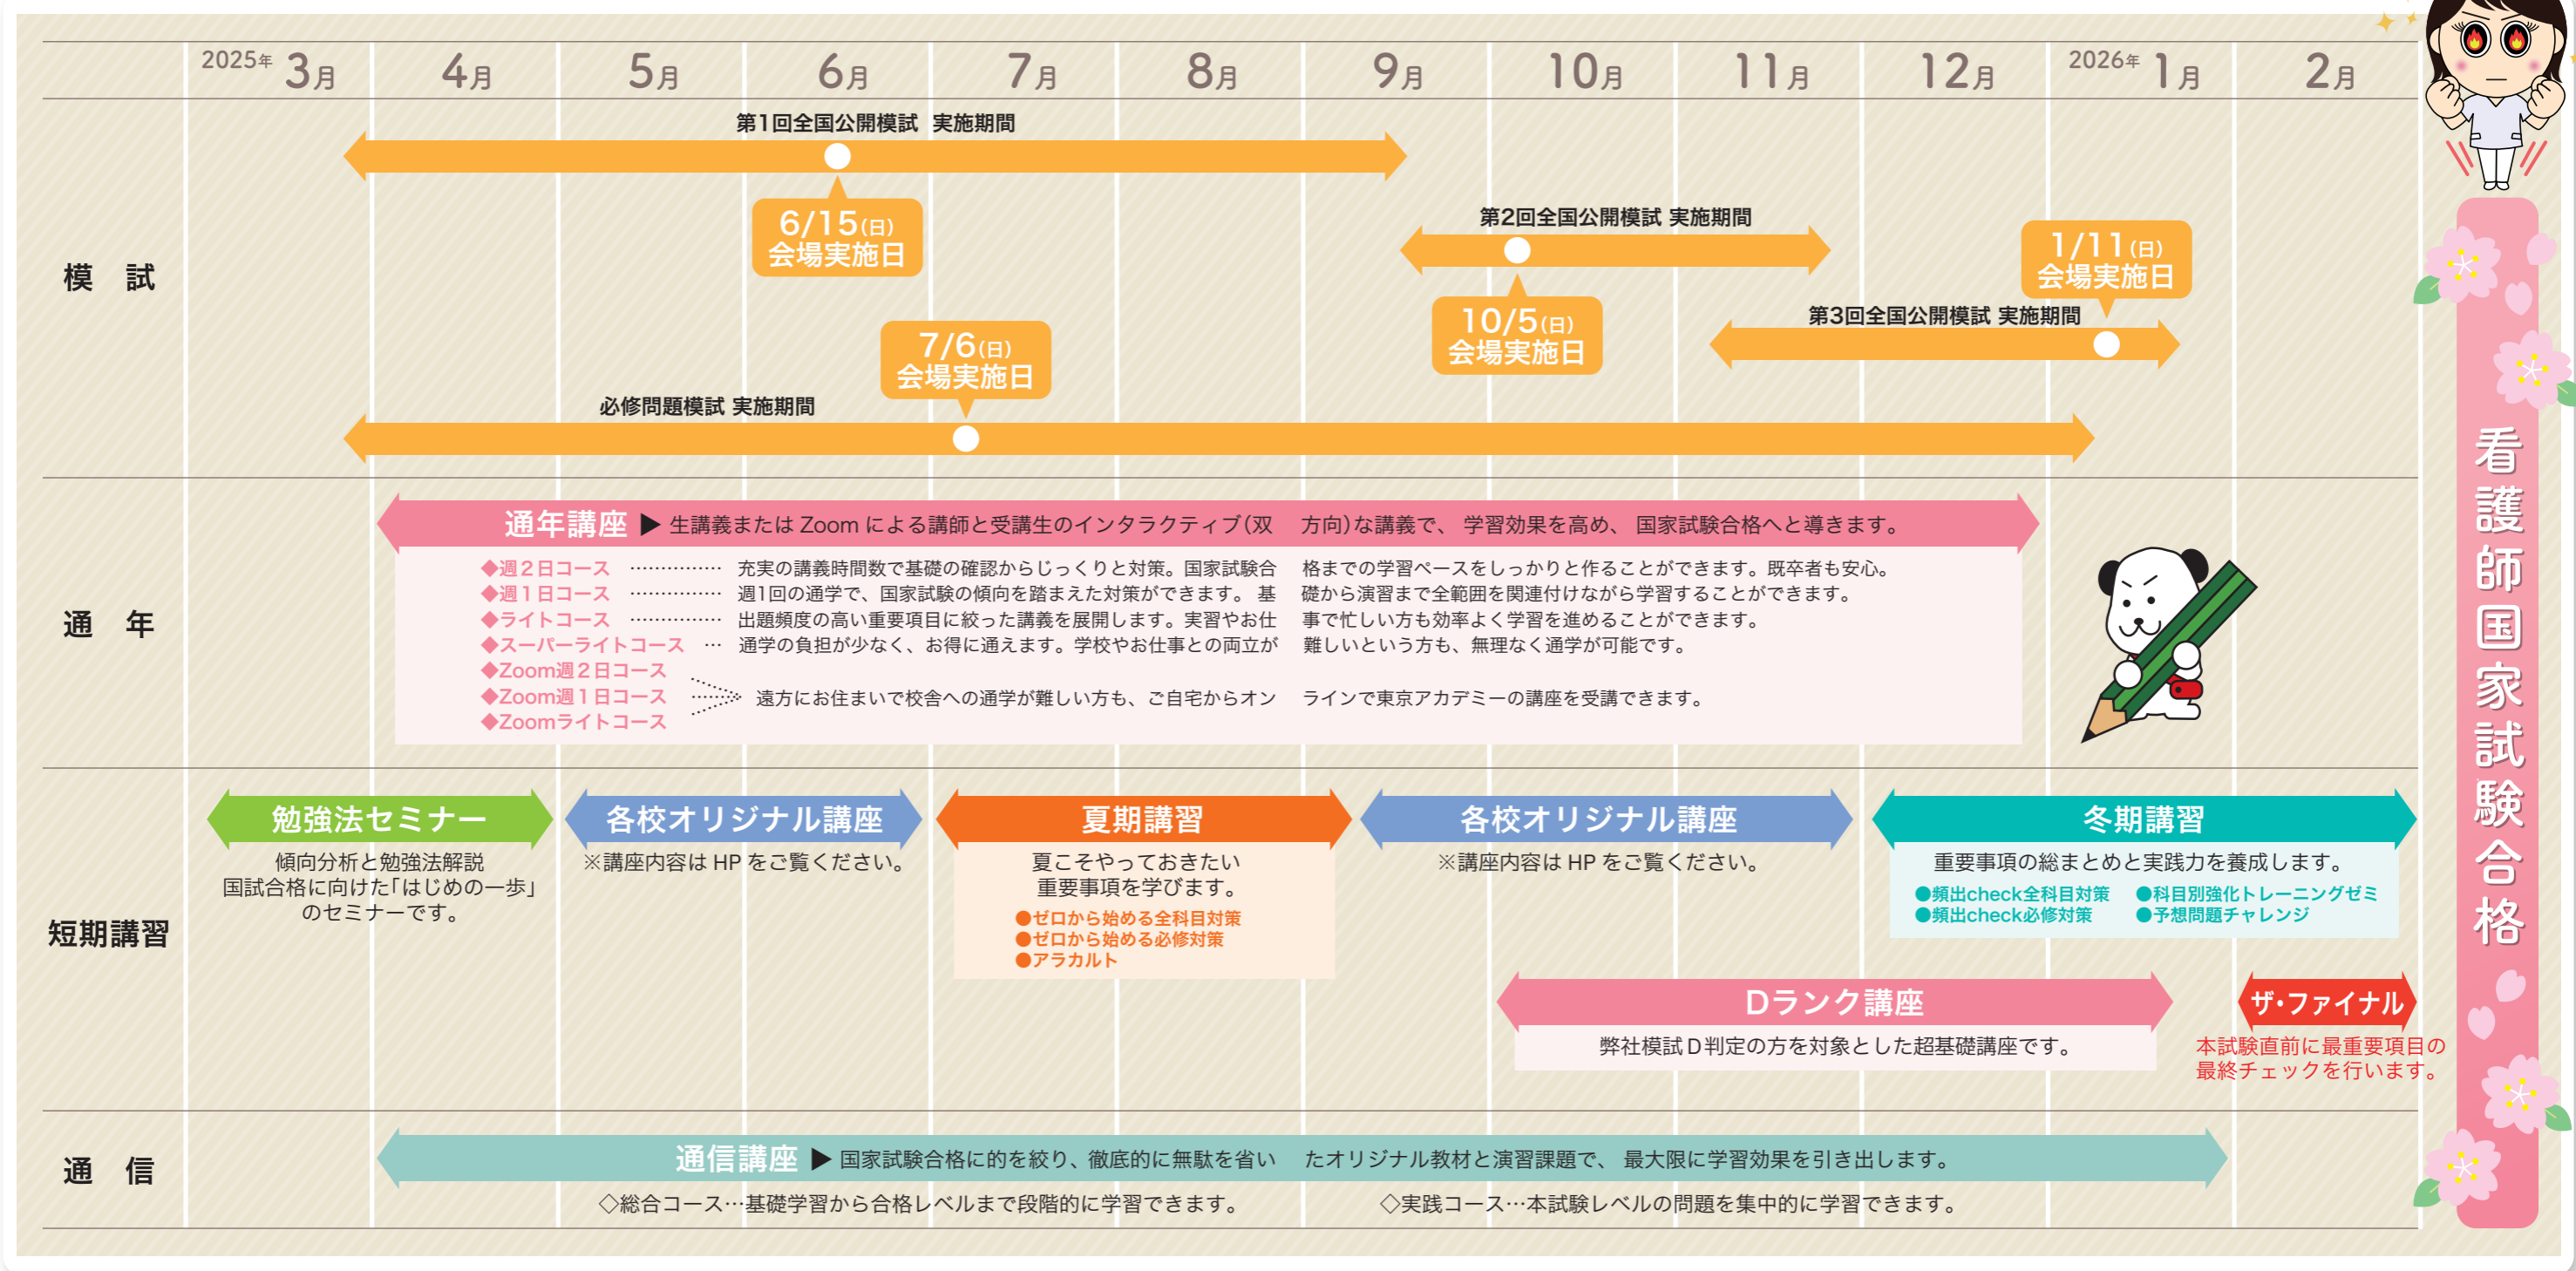 2025年 3月 4月 5月 6月 7月 8月 9月 10月 11月 12月 2026年 1月 2月
模　試
第1回全国公開模試 実施期間
6/15(日)
会場実施日
第2回全国公開模試 実施期間
10/5(日)
会場実施日
1/11(日)
会場実施日
第3回全国公開模試 実施期間
7/6(日)
会場実施日
必修問題模試 実施期間
通　年
通年講座 ▶ 生講義または Zoom による講師と受講生のインタラクティブ（双 方向）な講義で、 学習効果を高め、 国家試験合格へと導きます。
◆週２日コース …………… 充実の講義時間数で基礎の確認からじっくりと対策。国家試験合 格までの学習ペースをしっかりと作ることができます。既卒者も安心。
◆週１日コース …………… 週1回の通学で、国家試験の傾向を踏まえた対策ができます。 基 礎から演習まで全範囲を関連付けながら学習することができます。
◆ライトコース …………… 出題頻度の高い重要項目に絞った講義を展開します。実習やお仕 事で忙しい方も効率よく学習を進めることができます。
◆スーパーライトコース … 通学の負担が少なく、お得に通えます。学校やお仕事との両立が 難しいという方も、無理なく通学が可能です。
◆Zoom週２日コース
◆Zoom週１日コース 遠方にお住まいで校舎への通学が難しい方も、ご自宅からオン ラインで東京アカデミーの講座を受講できます。
◆Zoomライトコース
短期講習
勉強法セミナー
傾向分析と勉強法解説
国試合格に向けた「はじめの一歩」
のセミナーです。
各校オリジナル講座
※講座内容は HP をご覧ください。
夏期講習
夏こそやっておきたい
重要事項を学びます。
●ゼロから始める全科目対策
●ゼロから始める必修対策
●アラカルト
各校オリジナル講座
※講座内容は HP をご覧ください。
冬期講習
重要事項の総まとめと実践力を養成します。
●頻出check全科目対策 ●科目別強化トレーニングゼミ
●頻出check必修対策 ●予想問題チャレンジ
Dランク講座
弊社模試Ｄ判定の方を対象とした超基礎講座です。
ザ・ファイナル
本試験直前に最重要項目の
最終チェックを行います。
通　信
通信講座 ▶ 国家試験合格に的を絞り、徹底的に無駄を省い たオリジナル教材と演習課題で、 最大限に学習効果を引き出します。
◇総合コース…基礎学習から合格レベルまで段階的に学習できます。 ◇実践コース…本試験レベルの問題を集中的に学習できます。
看護師国家試験合格